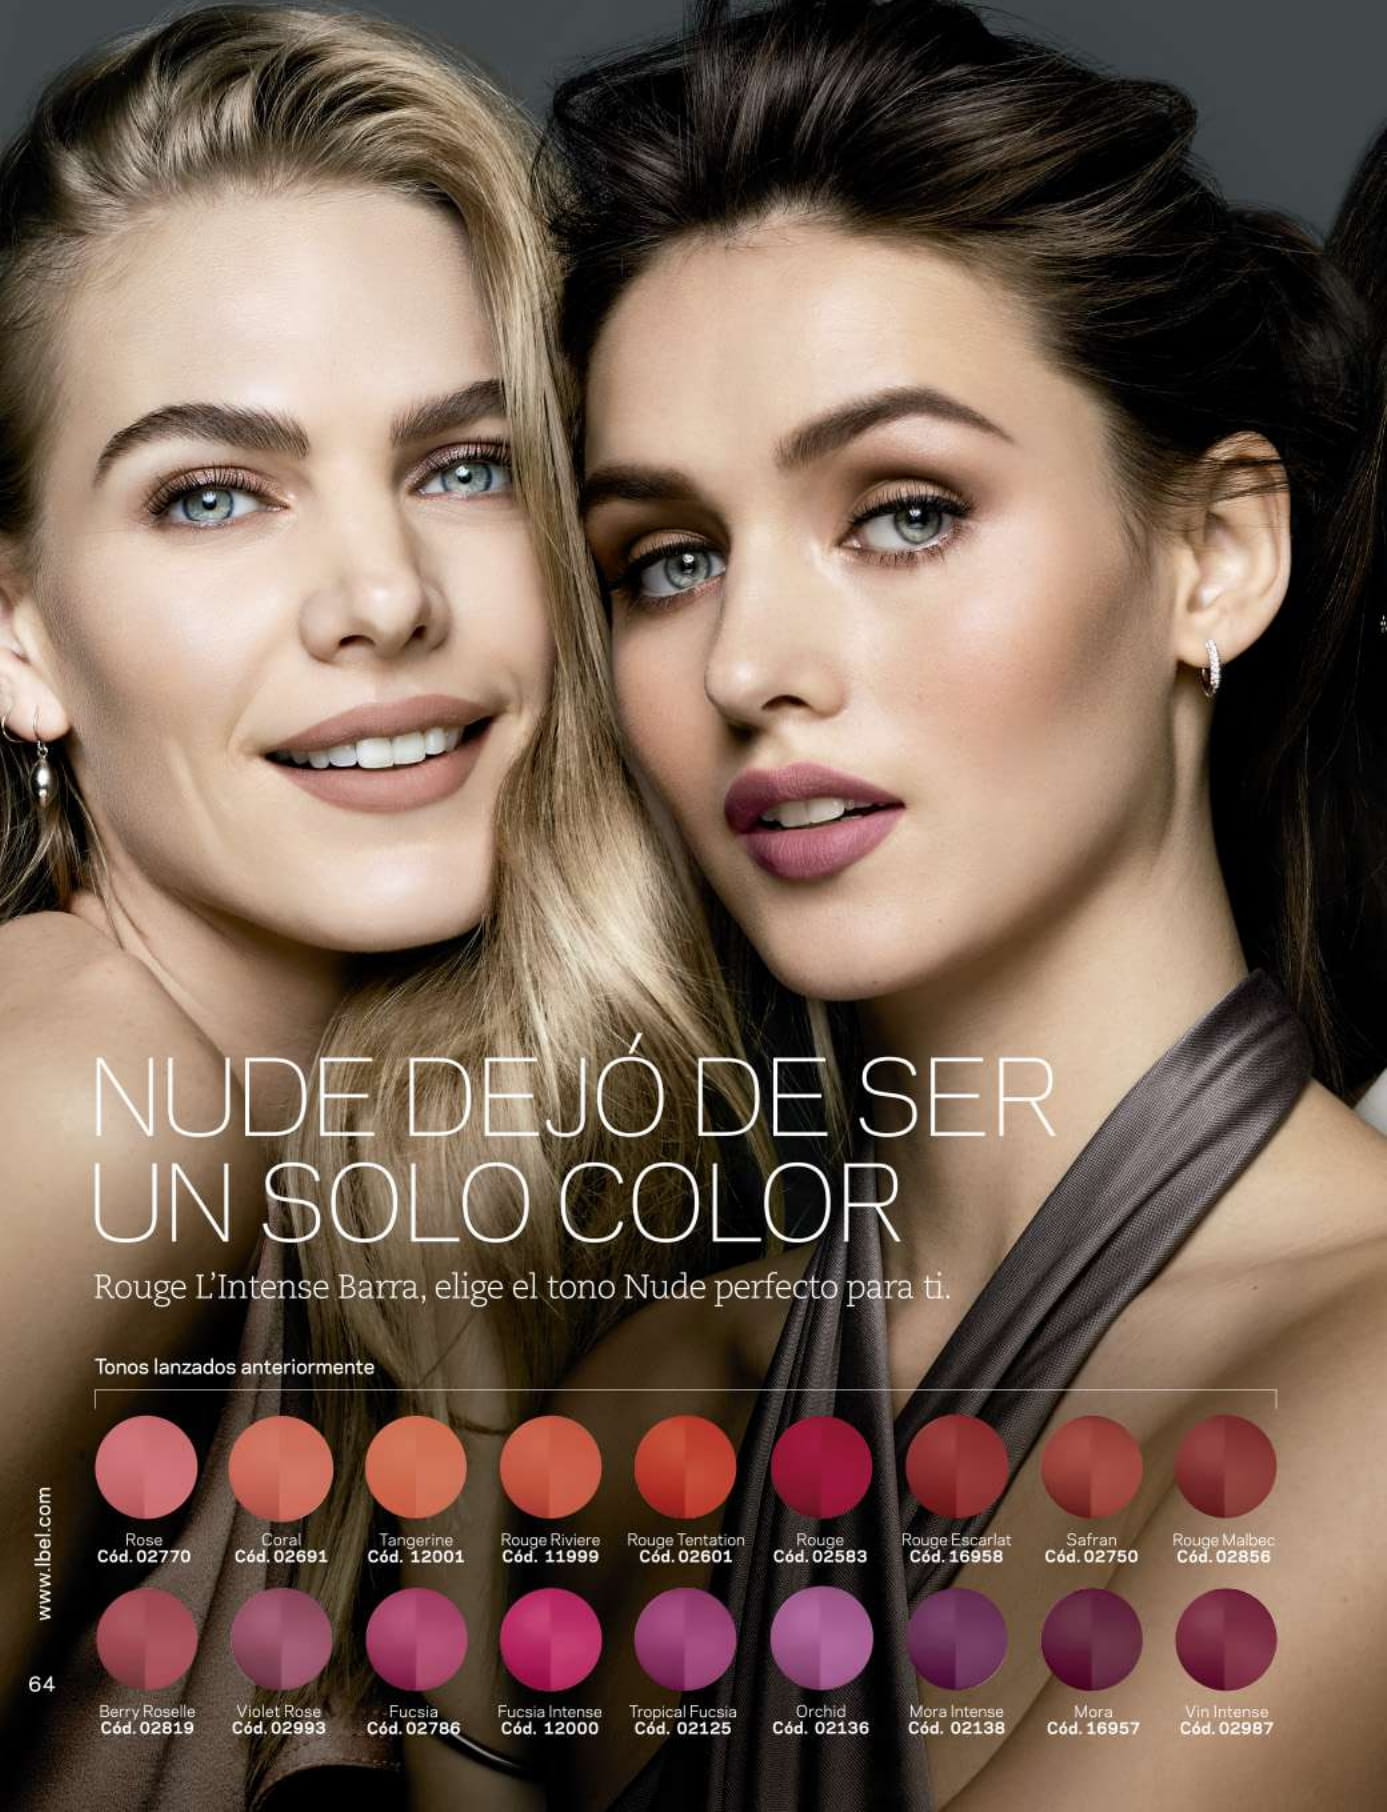 NUDE DEJÓ DE SER
UN SOLO COLOR
Rouge L'Intense Barra, elige el tono Nude perfecto para ti.
Tonos lanzados anteriormente
Rose
Cód. 02770
Coral
Cód. 02691
Tangerine
Cód. 12001
Rouge Riviere
Cód. 11999
Rouge Tentation
Cód. 02601
Rouge
Cód. 02583
Rouge Escarlat
Cód. 16958
Safran
Cód. 02750
Rouge Malbec
Cód. 02856
Berry Roselle
Cód. 02819
Violet Rose
Cód. 02993
Fucsia
Cód. 02786
Fucsia Intense
Cód. 12000
Tropical Fucsia
Cód. 02125
Orchid
Cód. 02136
Mora Intense
Cód. 02138
Mora
Cód. 16957
Vin Intense
Cód. 02987
www.lbel.com
64